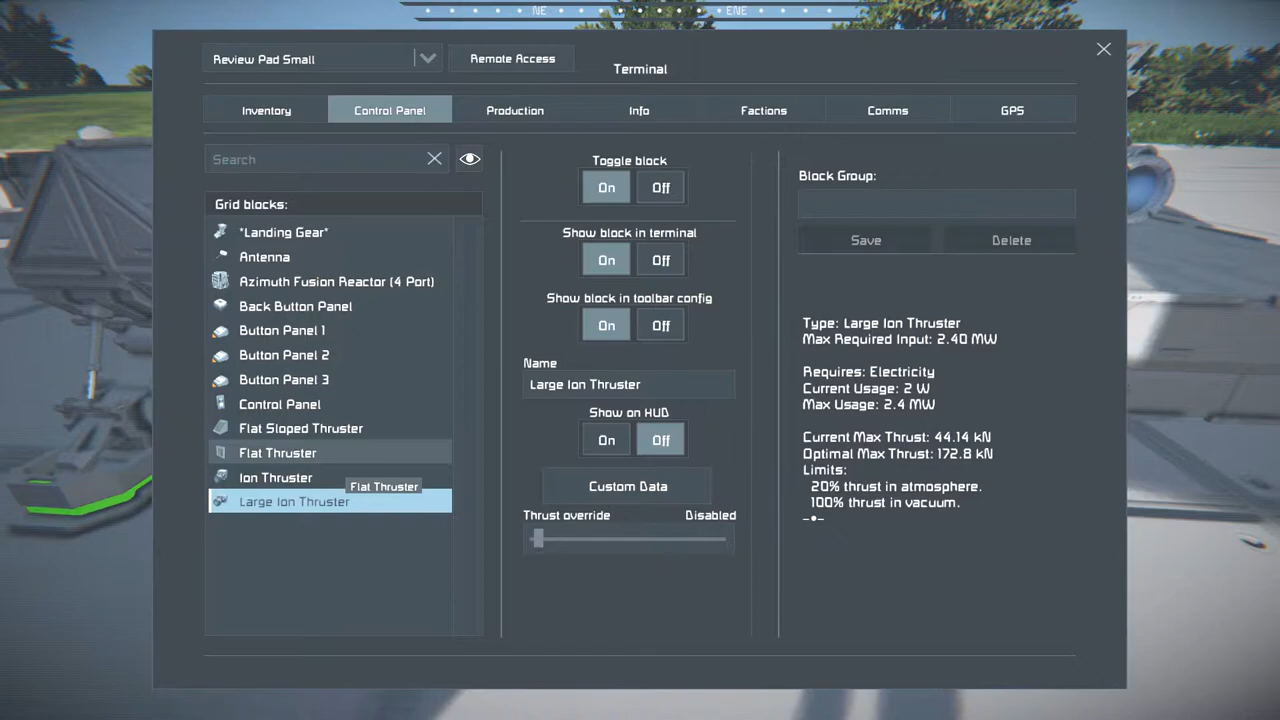 NE
ENE
Review Pad Small
Remote Access
Terminal
Inventory
Control Panel
Production
Info
Factions
Comms
GPS
Search
Grid blocks:
*Landing Gear*
Antenna
Azimuth Fusion Reactor (4 Port)
Back Button Panel
Button Panel 1
Button Panel 2
Button Panel 3
Control Panel
Flat Sloped Thruster
Flat Thruster
Ion Thruster
Flat Thruster
Large Ion Thruster
Toggle block
On
Off
Show block in terminal
On
Off
Show block in toolbar config
On
Off
Name
Large Ion Thruster
Show on HUD
On
Off
Custom Data
Thrust override
Disabled
Block Group:
Save
Delete
Type: Large Ion Thruster
Max Required Input: 2.40 MW
Requires: Electricity
Current Usage: 2 W
Max Usage: 2.4 MW
Current Max Thrust: 44.14 kN
Optimal Max Thrust: 172.8 kN
Limits:
20% thrust in atmosphere.
100% thrust in vacuum.
—•—